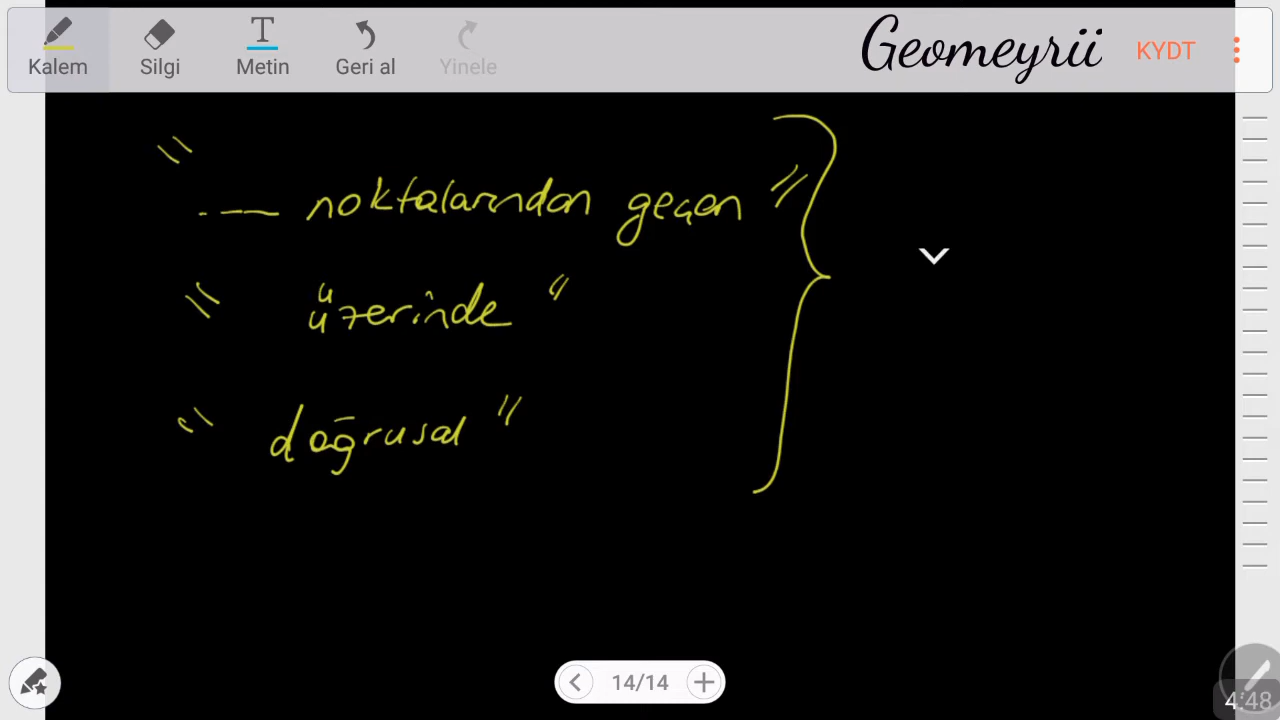 Kalem Silgi Metin Geri al Yinele Geomeyrii KYDT
" ---- noktalarından geçen "
" üzerinde "
" doğrusal "
14/14
4:48